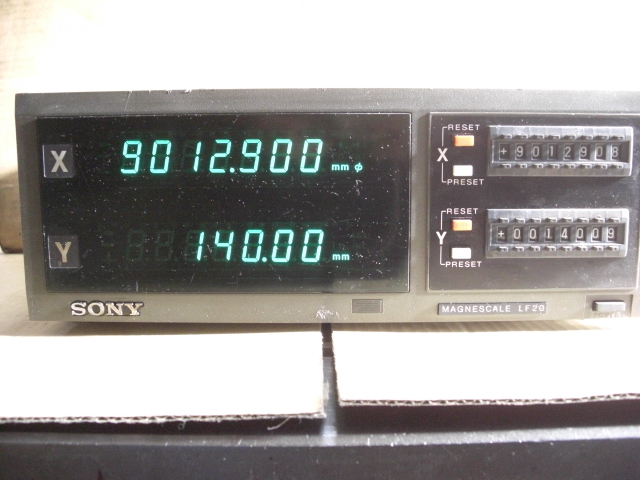 RESET
X 9012.900 mm φ X +9012908
PRESET
RESET
Y 140.00 mm Y +0014009
PRESET
SONY MAGNESCALE LF20